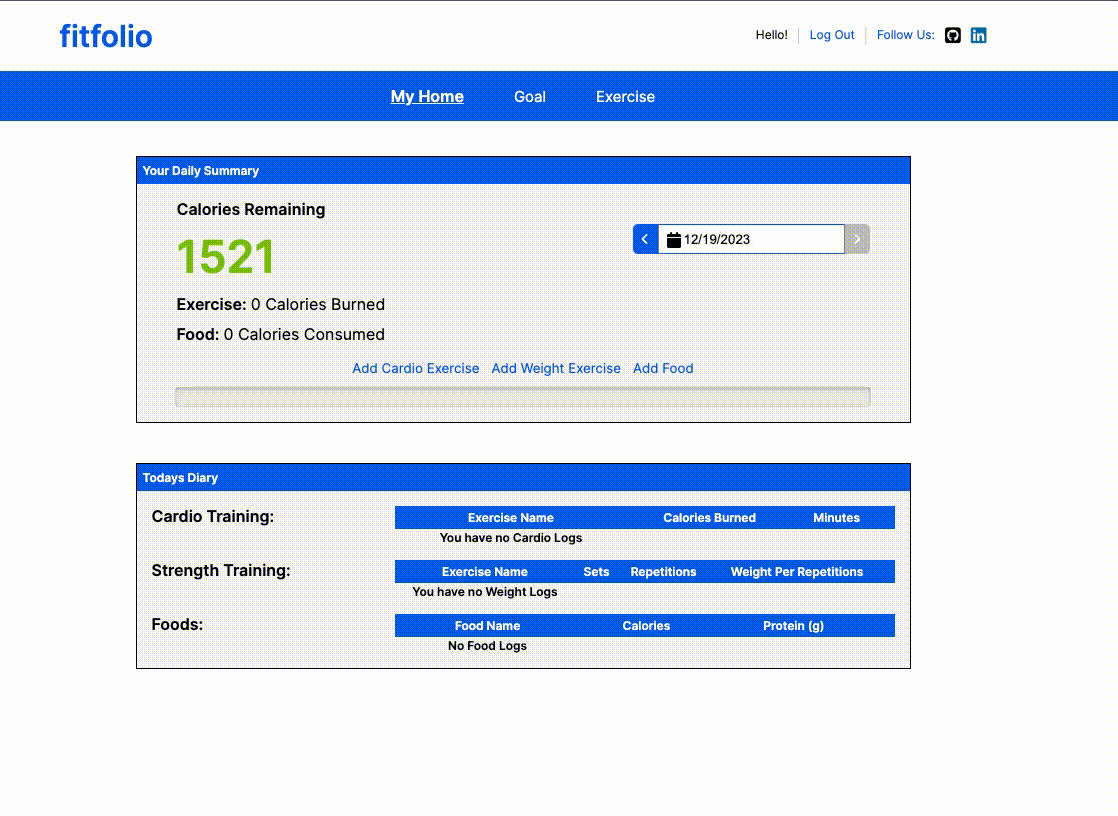 fitfolio
Hello! Log Out Follow Us:
My Home Goal Exercise
Your Daily Summary
Calories Remaining
1521
12/19/2023
Exercise: 0 Calories Burned
Food: 0 Calories Consumed
Add Cardio Exercise Add Weight Exercise Add Food
Todays Diary
Cardio Training:
Exercise Name Calories Burned Minutes
You have no Cardio Logs
Strength Training:
Exercise Name Sets Repetitions Weight Per Repetitions
You have no Weight Logs
Foods:
Food Name Calories Protein (g)
No Food Logs